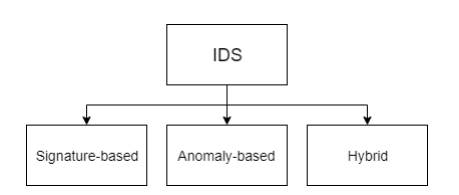 IDS
Signature-based
Anomaly-based
Hybrid